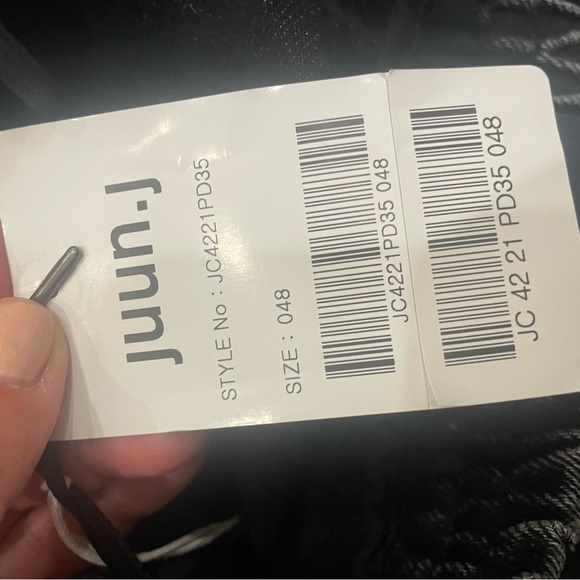 juun.J
STYLE No : JC4221PD35
SIZE : 048
JC4221PD35 048
JC 42 21 PD35 048